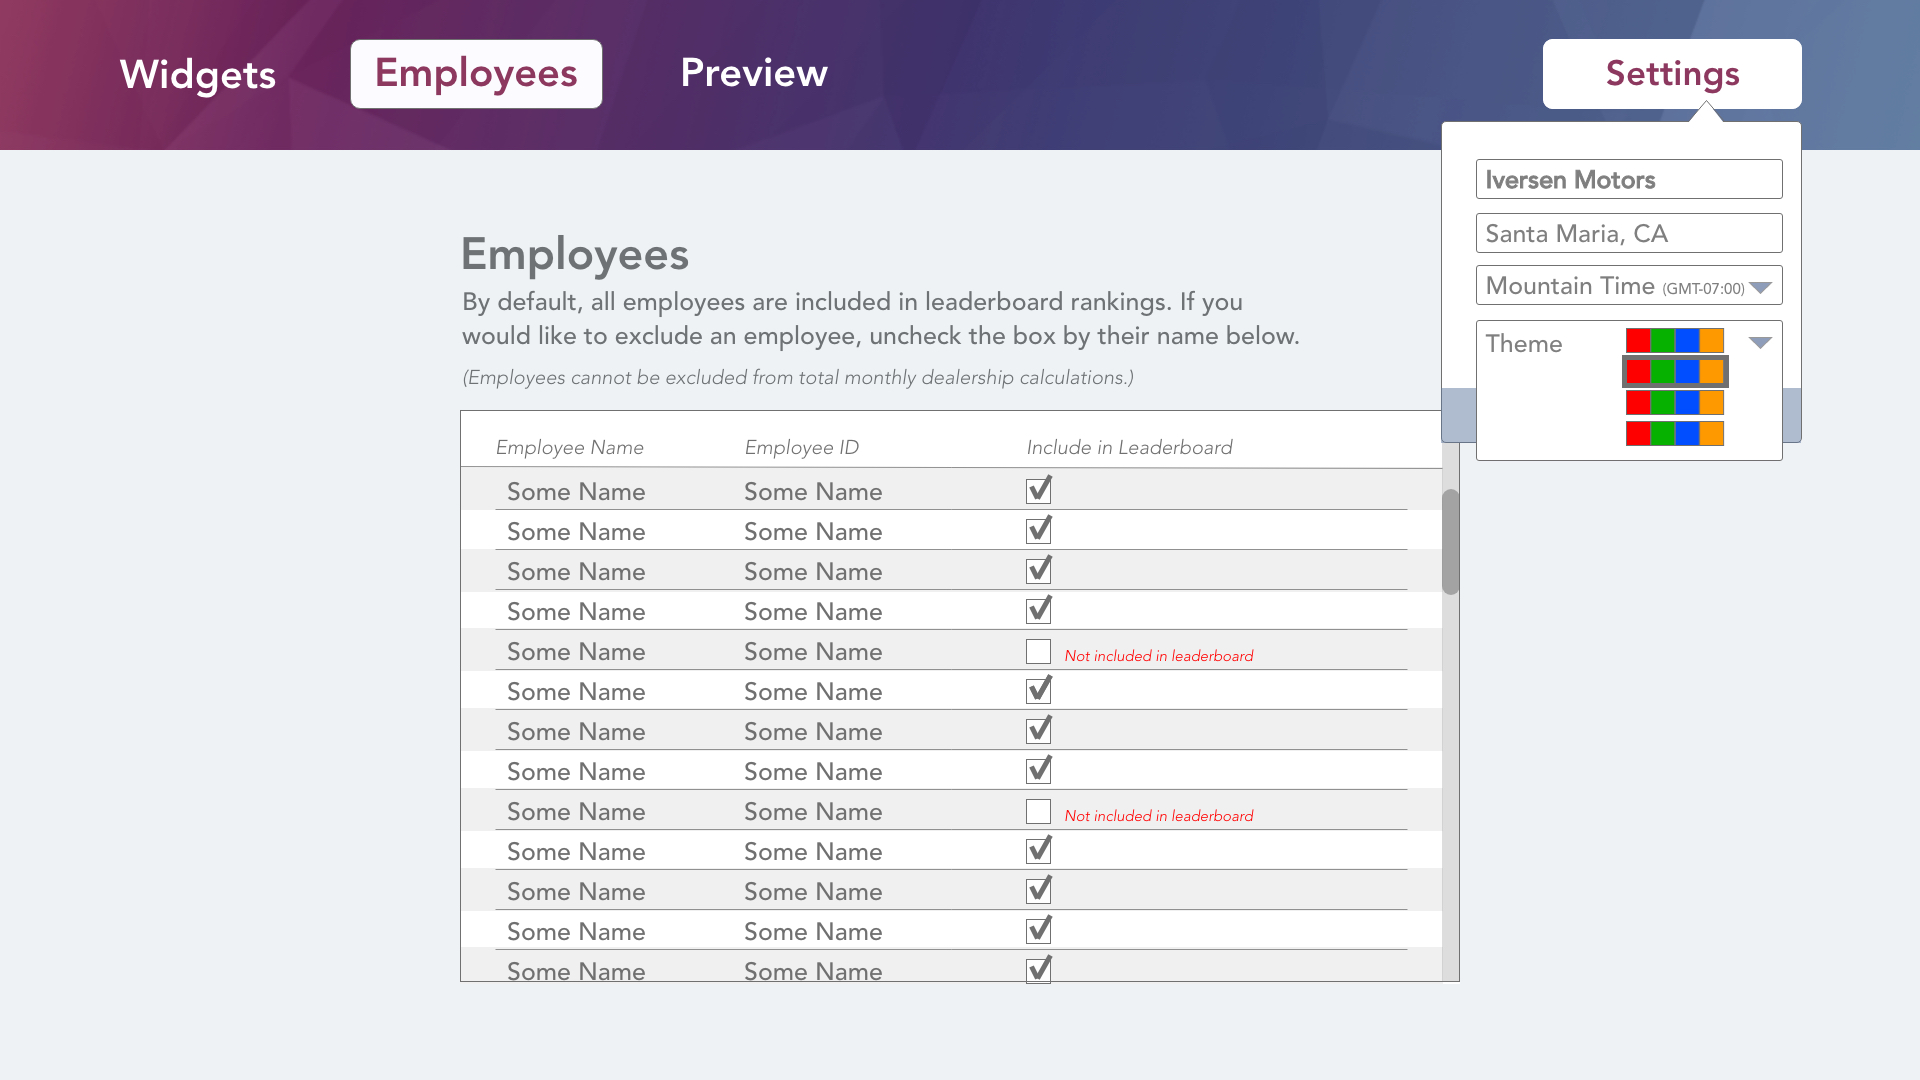 Widgets Employees Preview Settings
Iversen Motors
Santa Maria, CA
Mountain Time (GMT-07:00)
Theme
Employees
By default, all employees are included in leaderboard rankings. If you
would like to exclude an employee, uncheck the box by their name below.
(Employees cannot be excluded from total monthly dealership calculations.)
Employee Name Employee ID Include in Leaderboard
Some Name Some Name
Some Name Some Name
Some Name Some Name
Some Name Some Name
Some Name Some Name Not included in leaderboard
Some Name Some Name
Some Name Some Name
Some Name Some Name
Some Name Some Name Not included in leaderboard
Some Name Some Name
Some Name Some Name
Some Name Some Name
Some Name Some Name